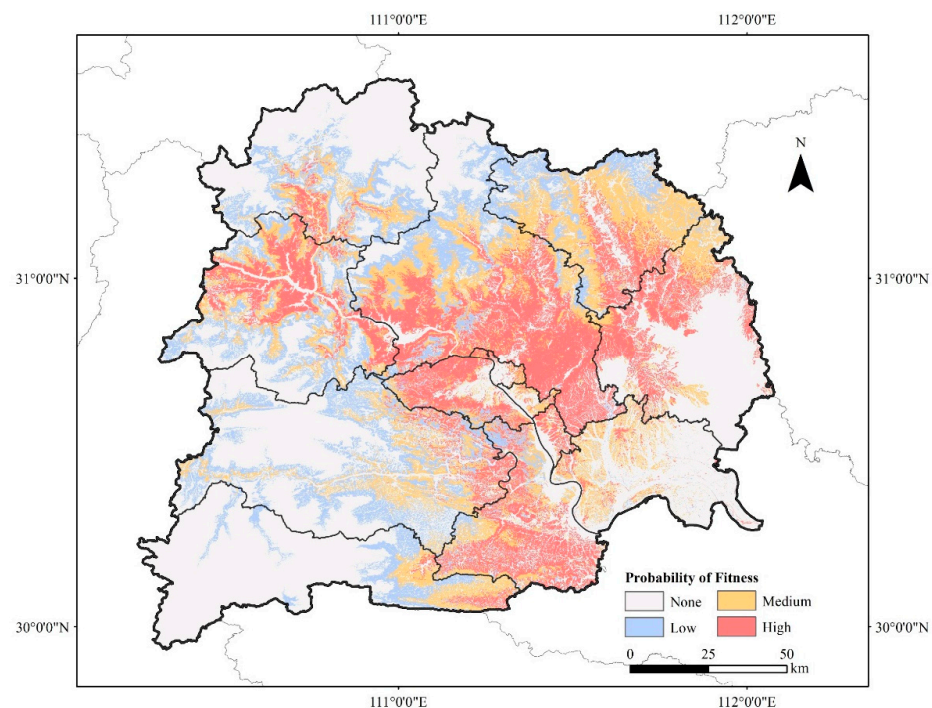 111°0'0"E 112°0'0"E
N
31°0'0"N 31°0'0"N
Probability of Fitness
None Medium
Low High
30°0'0"N 30°0'0"N
0 25 50
km
111°0'0"E 112°0'0"E